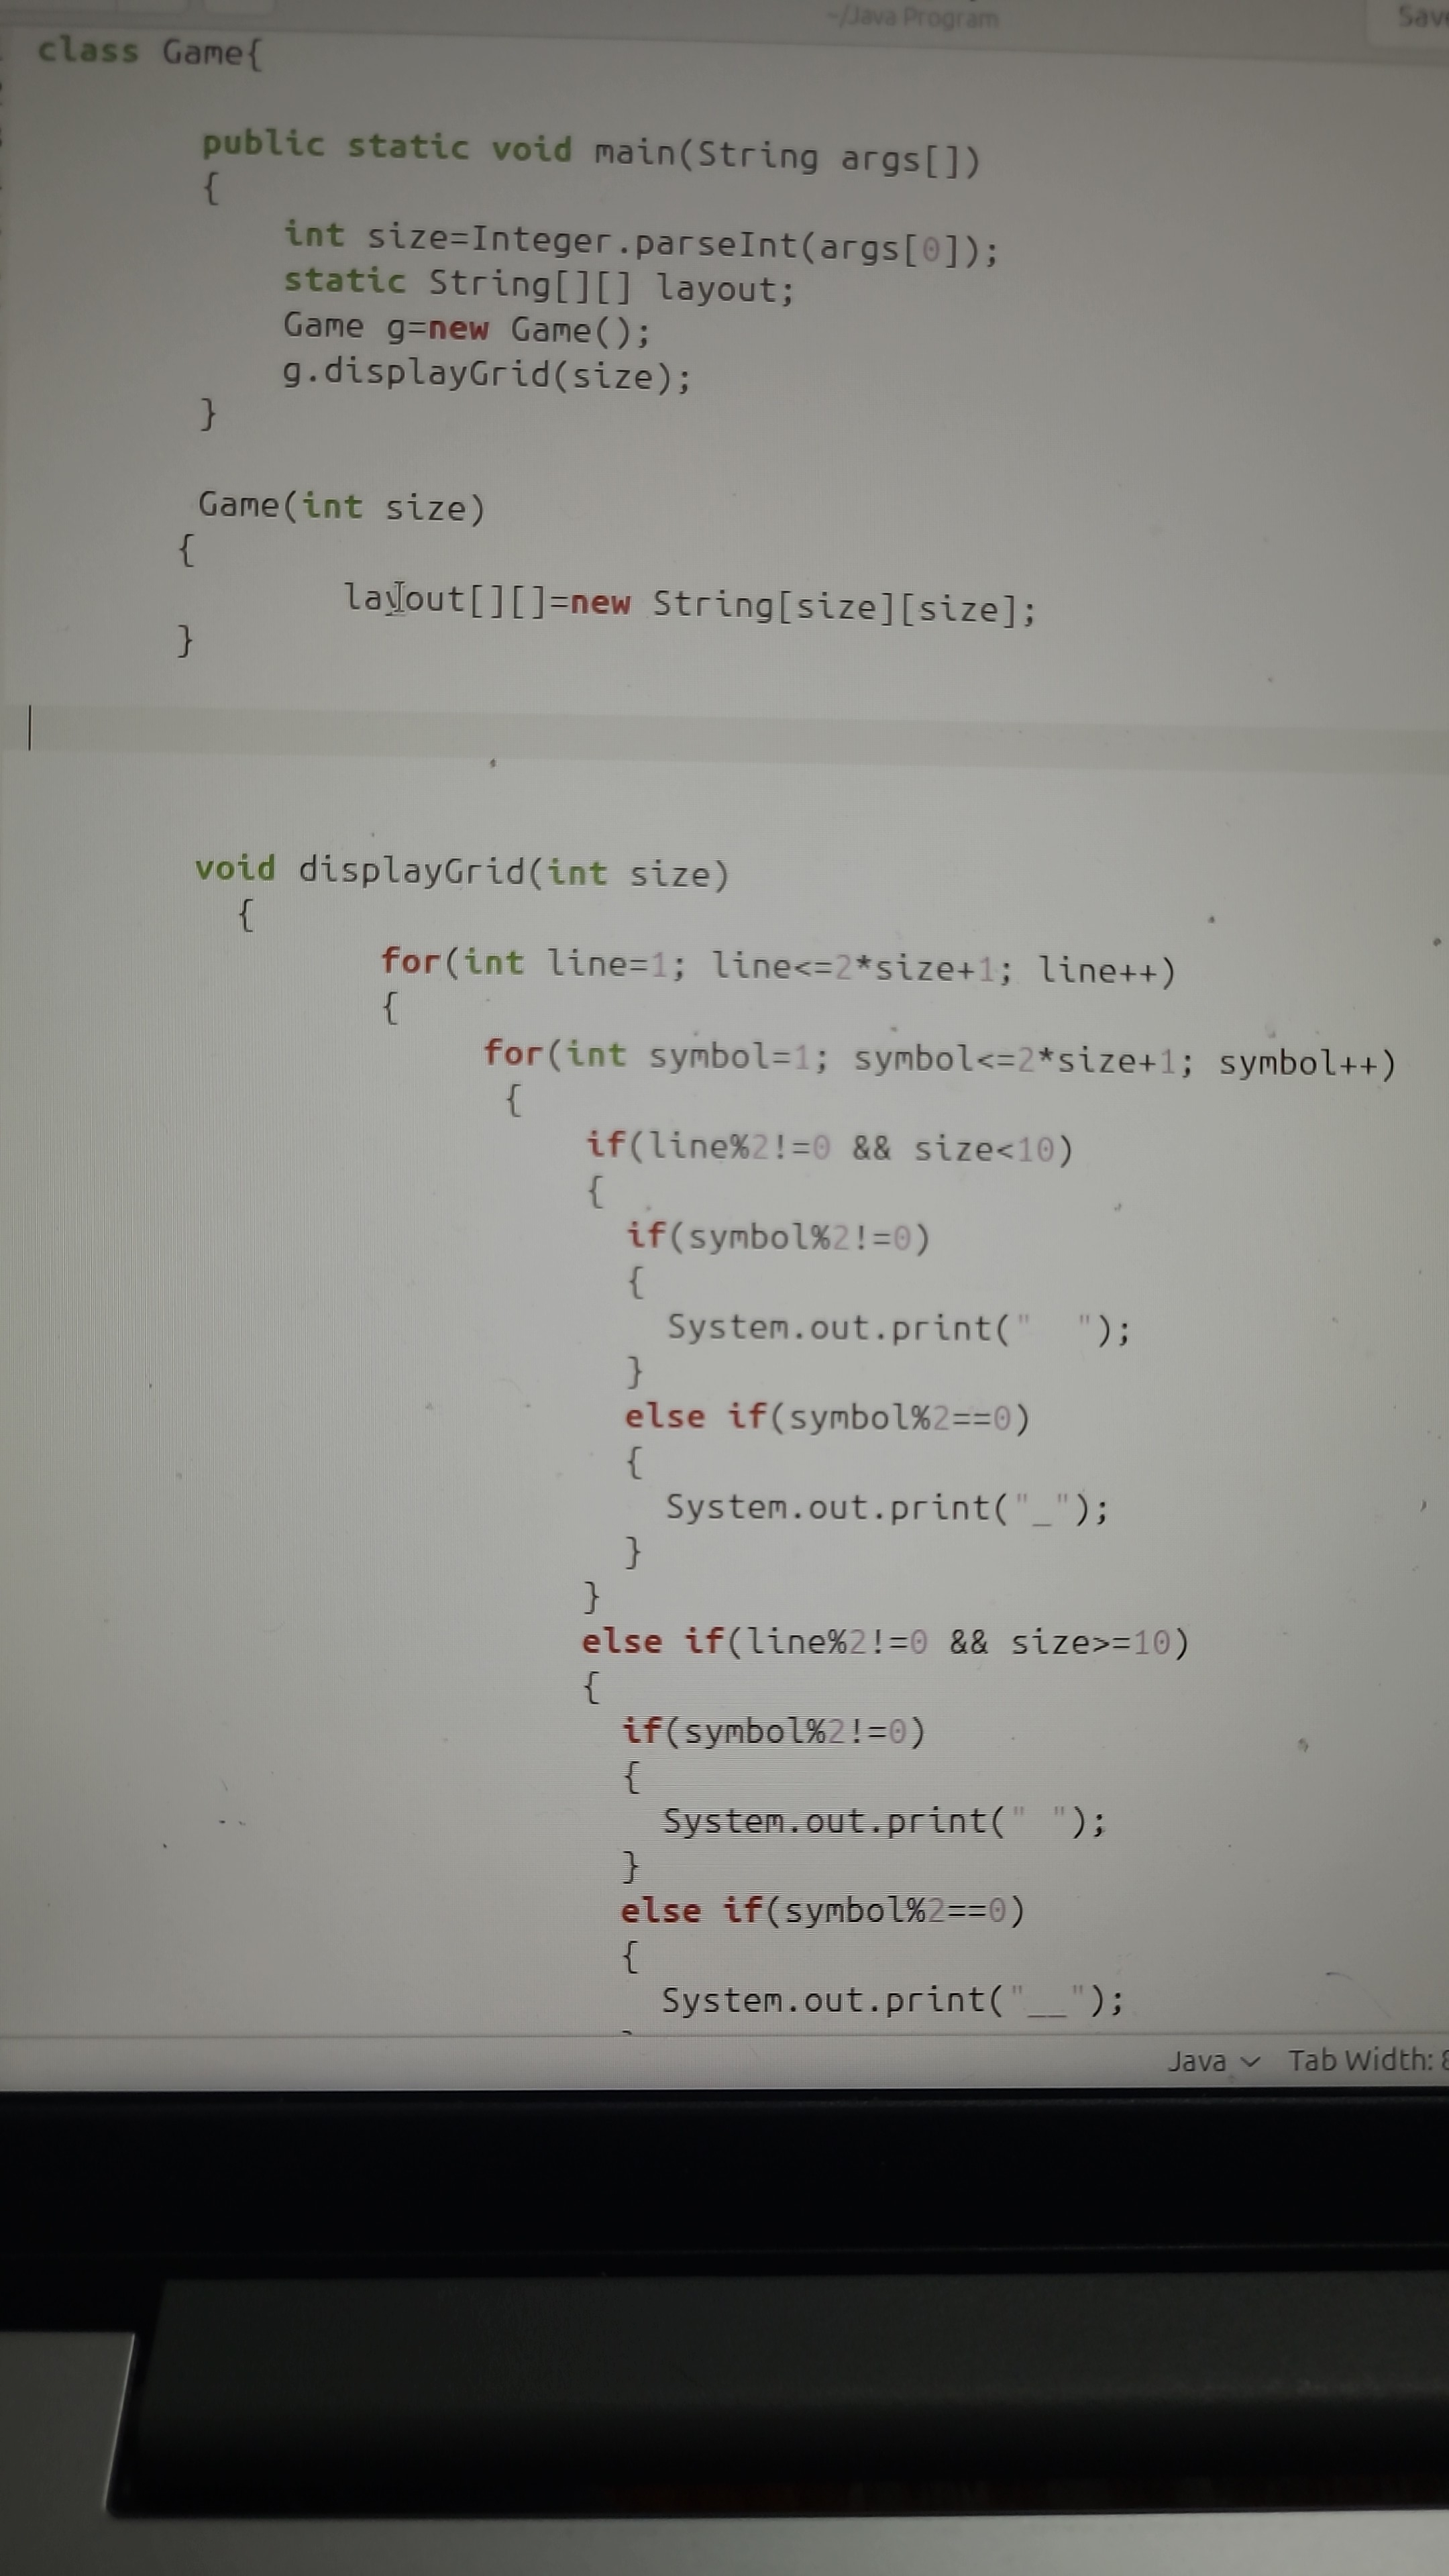 ~/Java Program
class Game{
public static void main(String args[])
{
int size=Integer.parseInt(args[0]);
static String[][] layout;
Game g=new Game();
g.displayGrid(size);
}
Game(int size)
{
layout[][]=new String[size][size];
}
void displayGrid(int size)
{
for(int line=1; line<=2*size+1; line++)
{
for(int symbol=1; symbol<=2*size+1; symbol++)
{
if(line%2!=0 && size<10)
{
if(symbol%2!=0)
{
System.out.print("  ");
}
else if(symbol%2==0)
{
System.out.print("_");
}
}
else if(line%2!=0 && size>=10)
{
if(symbol%2!=0)
{
System.out.print(" ");
}
else if(symbol%2==0)
{
System.out.print("__");
Java Tab Width: